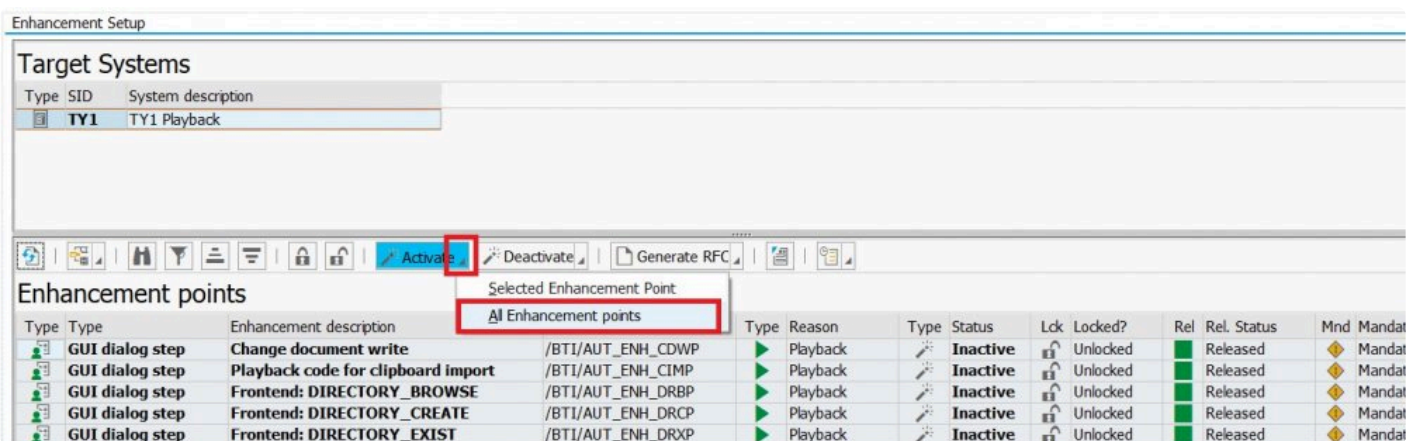 Enhancement Setup
Target Systems
Type SID System description
TY1 TY1 Playback
Activate Deactivate Generate RFC
Selected Enhancement Point
All Enhancement points
Enhancement points
Type Type Enhancement description Type Reason Type Status Lck Locked? Rel Rel. Status Mnd Mandat
GUI dialog step Change document write /BTI/AUT_ENH_CDWP Playback Inactive Unlocked Released Mandat
GUI dialog step Playback code for clipboard import /BTI/AUT_ENH_CIMP Playback Inactive Unlocked Released Mandat
GUI dialog step Frontend: DIRECTORY_BROWSE /BTI/AUT_ENH_DRBP Playback Inactive Unlocked Released Mandat
GUI dialog step Frontend: DIRECTORY_CREATE /BTI/AUT_ENH_DRCP Playback Inactive Unlocked Released Mandat
GUI dialog step Frontend: DIRECTORY_EXIST /BTI/AUT_ENH_DRXP Playback Inactive Unlocked Released Mandat